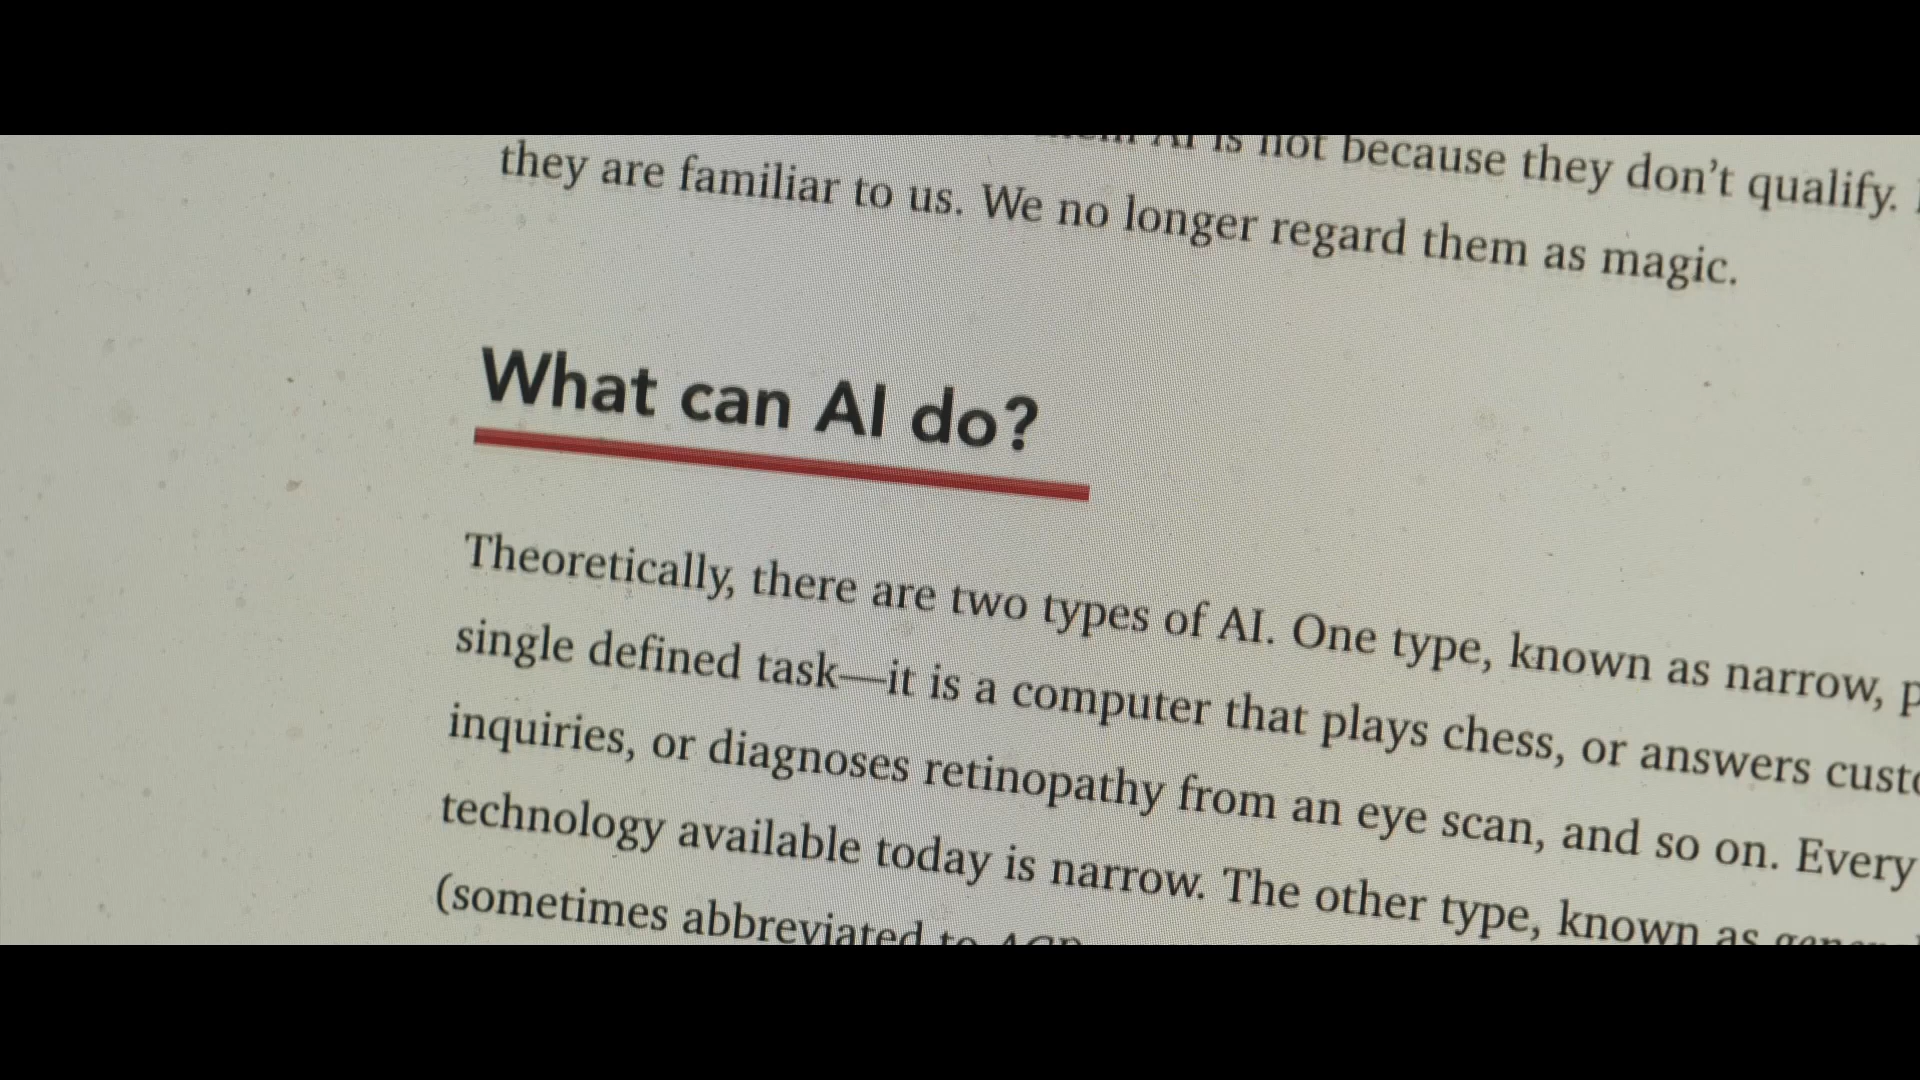 AI is not because they don’t qualify.
they are familiar to us. We no longer regard them as magic.
What can AI do?
Theoretically, there are two types of AI. One type, known as narrow,
single defined task—it is a computer that plays chess, or answers
inquiries, or diagnoses retinopathy from an eye scan, and so on. Every
technology available today is narrow. The other type, known as
(sometimes abbreviated to